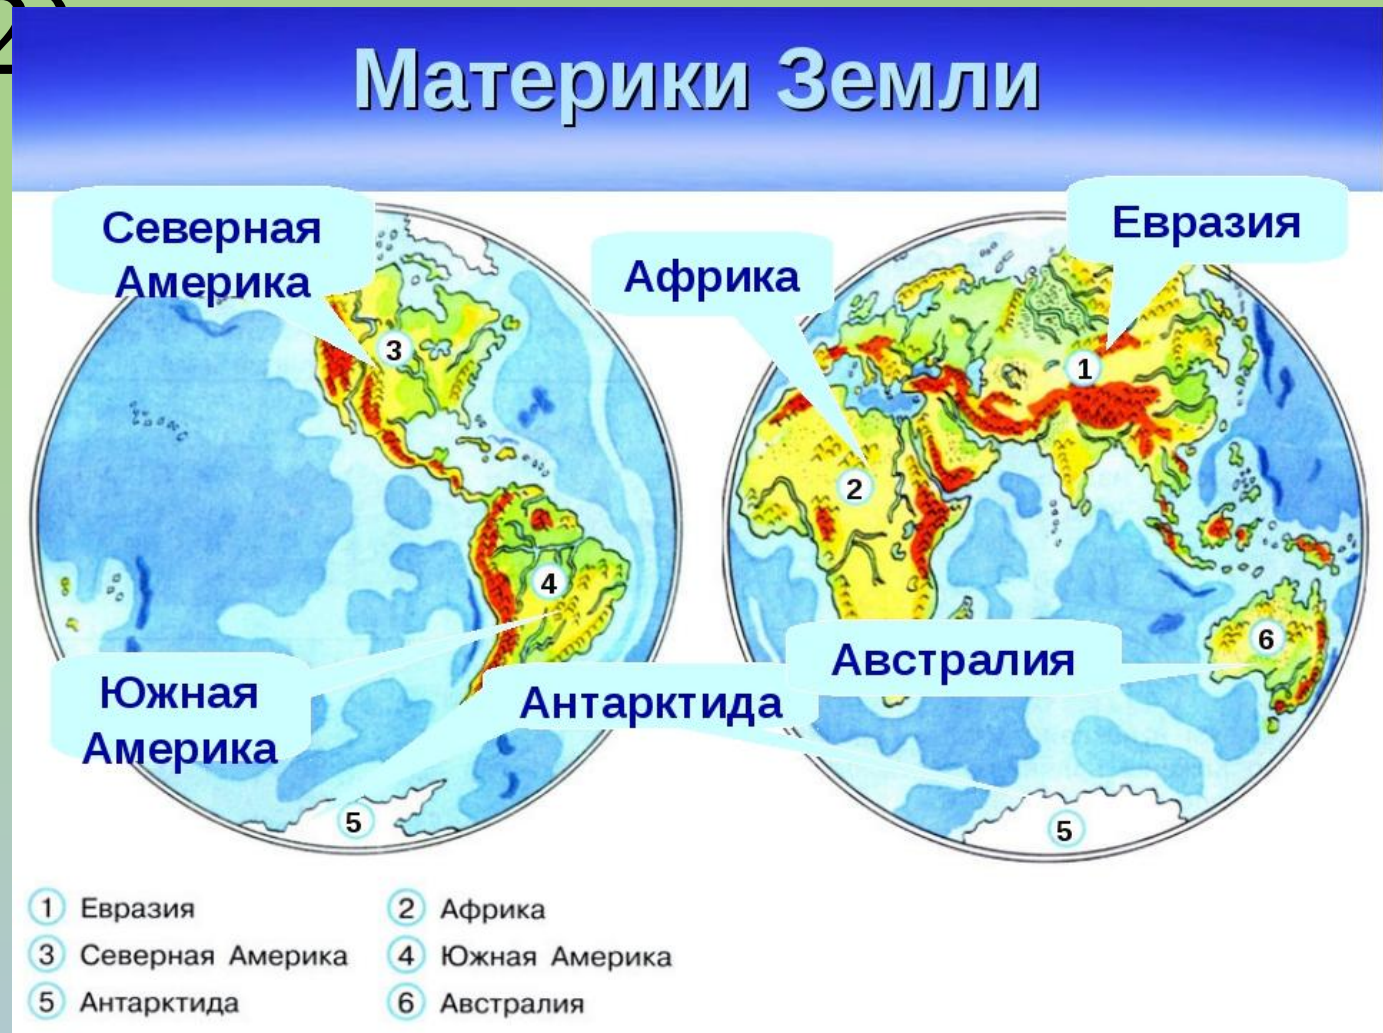 2)
Материки Земли
Северная
Америка
Африка
Евразия
3
1
2
4
6
Южная
Америка
Антарктида
Австралия
5
5
1 Евразия
2 Африка
3 Северная Америка
4 Южная Америка
5 Антарктида
6 Австралия